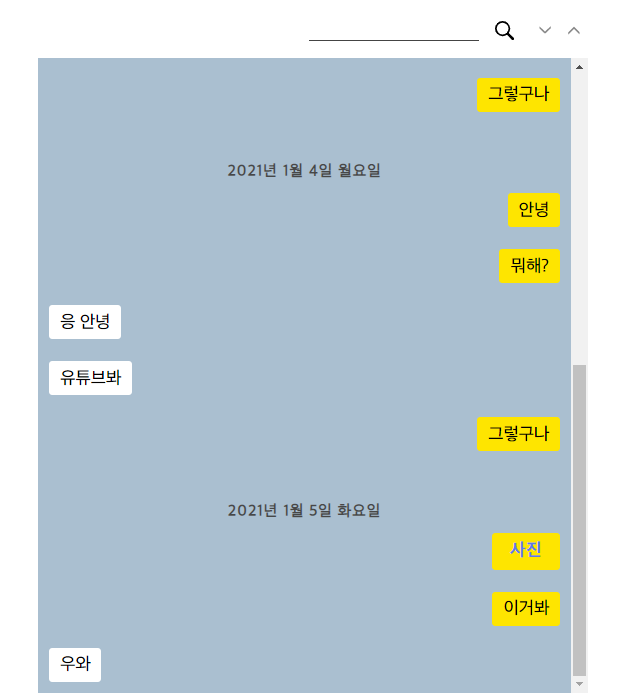 그렇구나
2021년 1월 4일 월요일
안녕
뭐해?
응 안녕
유튜브봐
그렇구나
2021년 1월 5일 화요일
사진
이거봐
우와